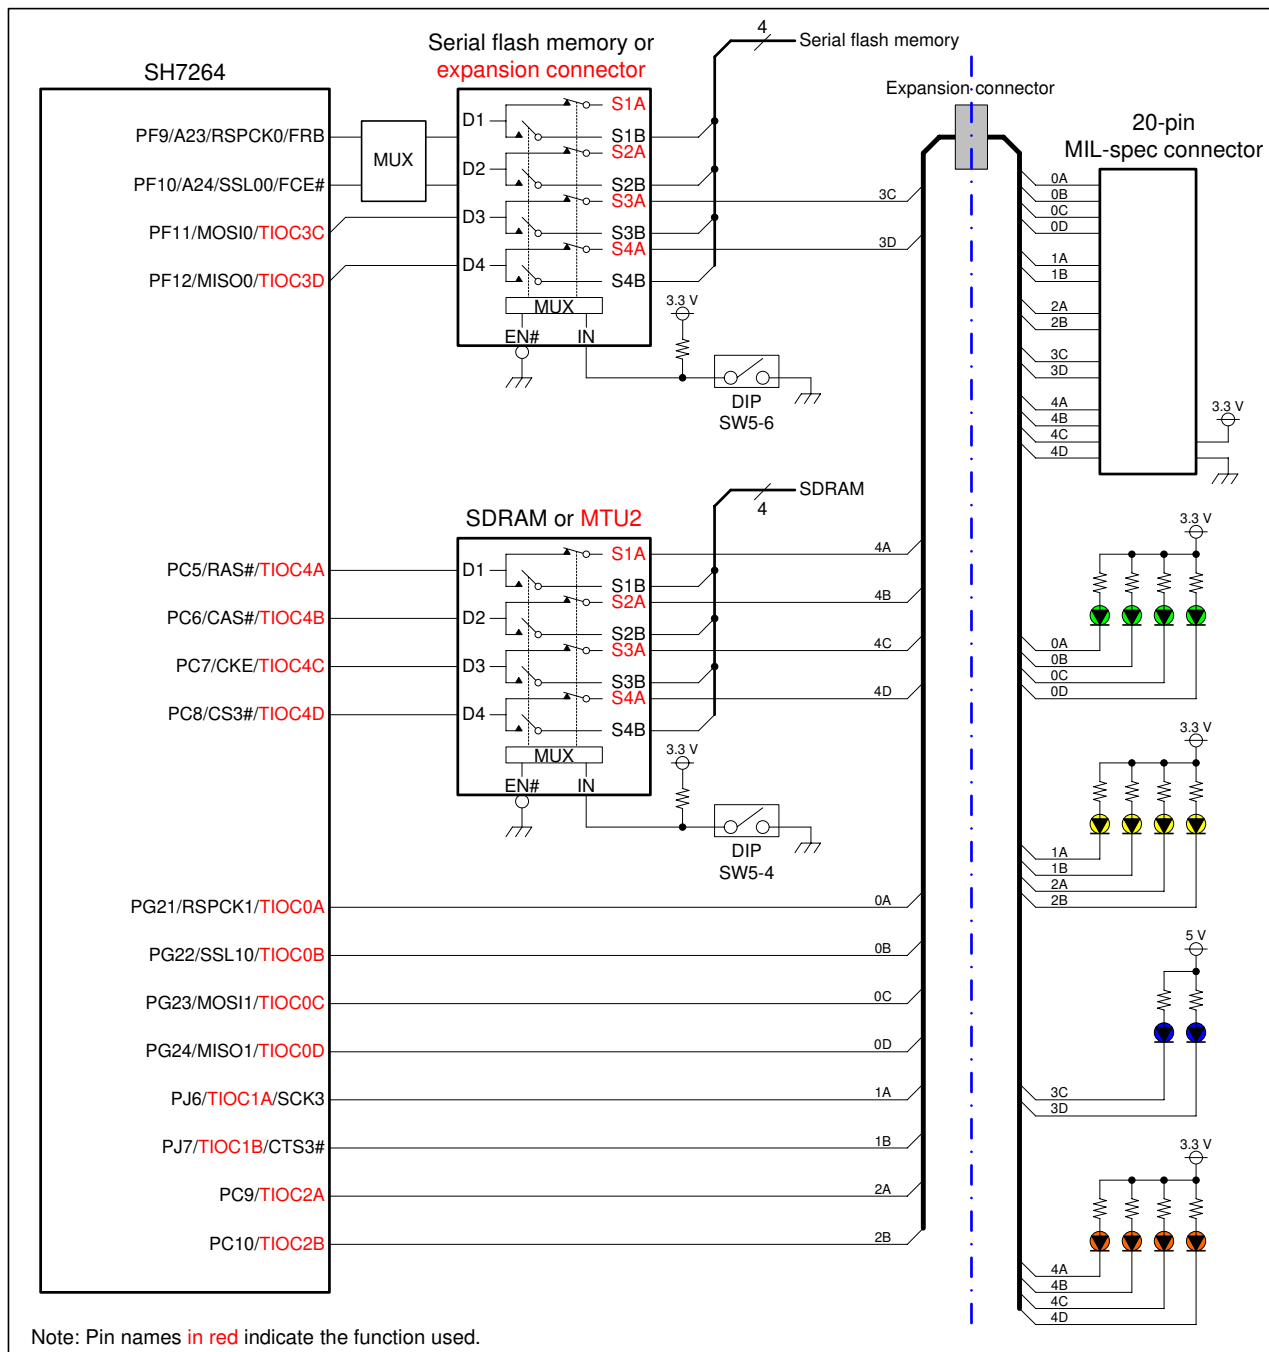 4
Serial flash memory
Serial flash memory or
expansion connector
SH7264
Expansion connector
20-pin
MIL-spec connector
PF9/A23/RSPCK0/FRB
MUX
PF10/A24/SSL00/FCE#
PF11/MOSI0/TIOC3C
PF12/MISO0/TIOC3D
D1
S1A
S1B
D2
S2A
S2B
D3
S3A
S3B
D4
S4A
S4B
MUX
EN#
IN
3.3 V
DIP
SW5-6
3C
3D
0A
0B
0C
0D
1A
1B
2A
2B
3C
3D
4A
4B
4C
4D
3.3 V
4
SDRAM
SDRAM or MTU2
PC5/RAS#/TIOC4A
PC6/CAS#/TIOC4B
PC7/CKE/TIOC4C
PC8/CS3#/TIOC4D
D1
S1A
S1B
D2
S2A
S2B
D3
S3A
S3B
D4
S4A
S4B
MUX
EN#
IN
3.3 V
DIP
SW5-4
4A
4B
4C
4D
3.3 V
0A
0B
0C
0D
3.3 V
1A
1B
2A
2B
PG21/RSPCK1/TIOC0A
0A
PG22/SSL10/TIOC0B
0B
PG23/MOSI1/TIOC0C
0C
PG24/MISO1/TIOC0D
0D
PJ6/TIOC1A/SCK3
1A
PJ7/TIOC1B/CTS3#
1B
PC9/TIOC2A
2A
PC10/TIOC2B
2B
5 V
3C
3D
3.3 V
4A
4B
4C
4D
Note: Pin names in red indicate the function used.